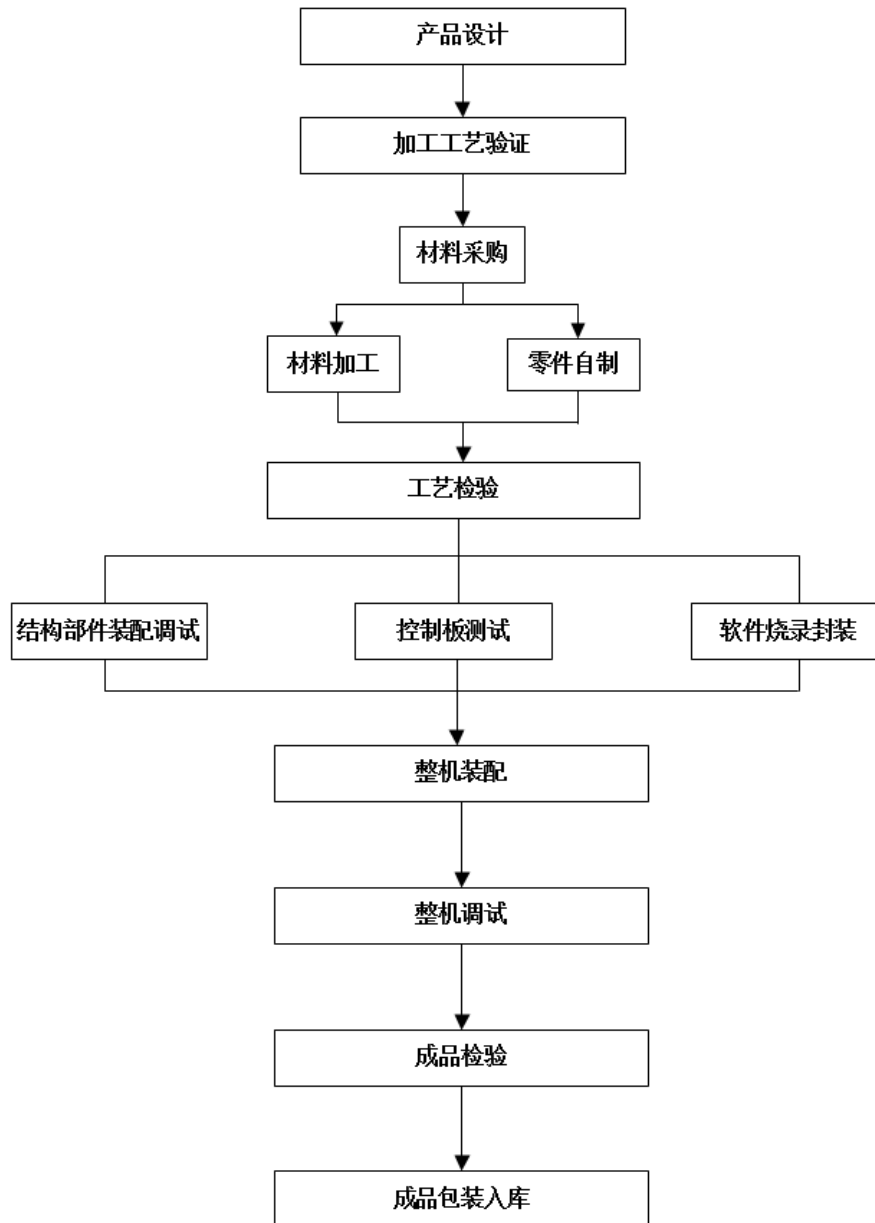 产品设计
加工工艺验证
材料采购
材料加工
零件自制
工艺检验
结构部件装配调试
控制板测试
软件烧录封装
整机装配
整机调试
成品检验
成品包装入库